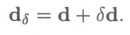 d_δ = d + δd.